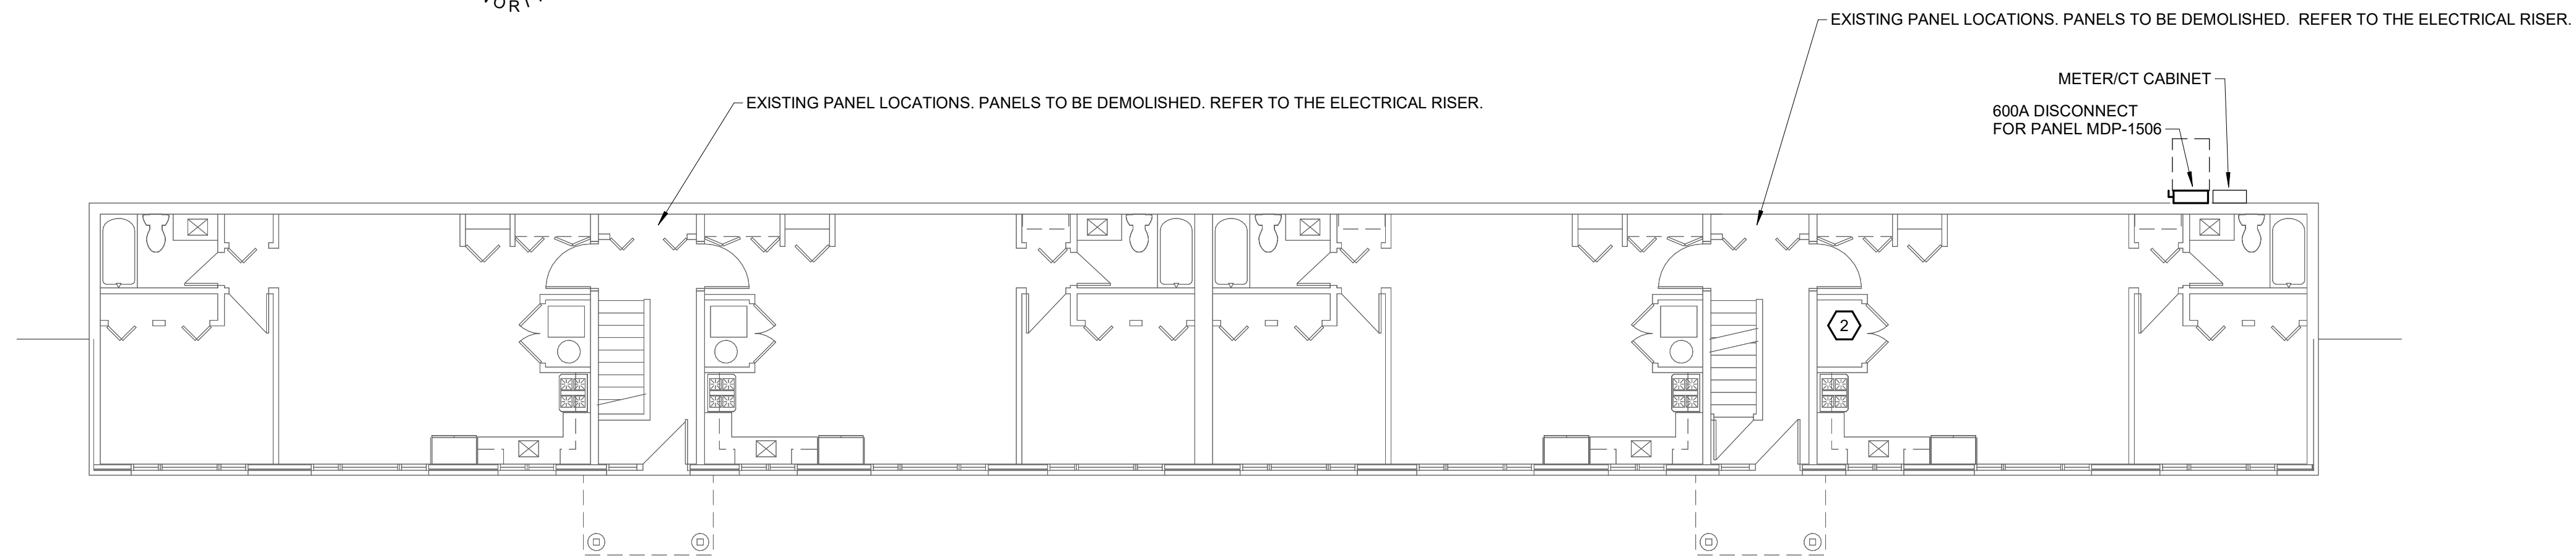 EXISTING PANEL LOCATIONS. PANELS TO BE DEMOLISHED. REFER TO THE ELECTRICAL RISER.
METER/CT CABINET
EXISTING PANEL LOCATIONS. PANELS TO BE DEMOLISHED. REFER TO THE ELECTRICAL RISER.
600A DISCONNECT
FOR PANEL MDP-1506
2